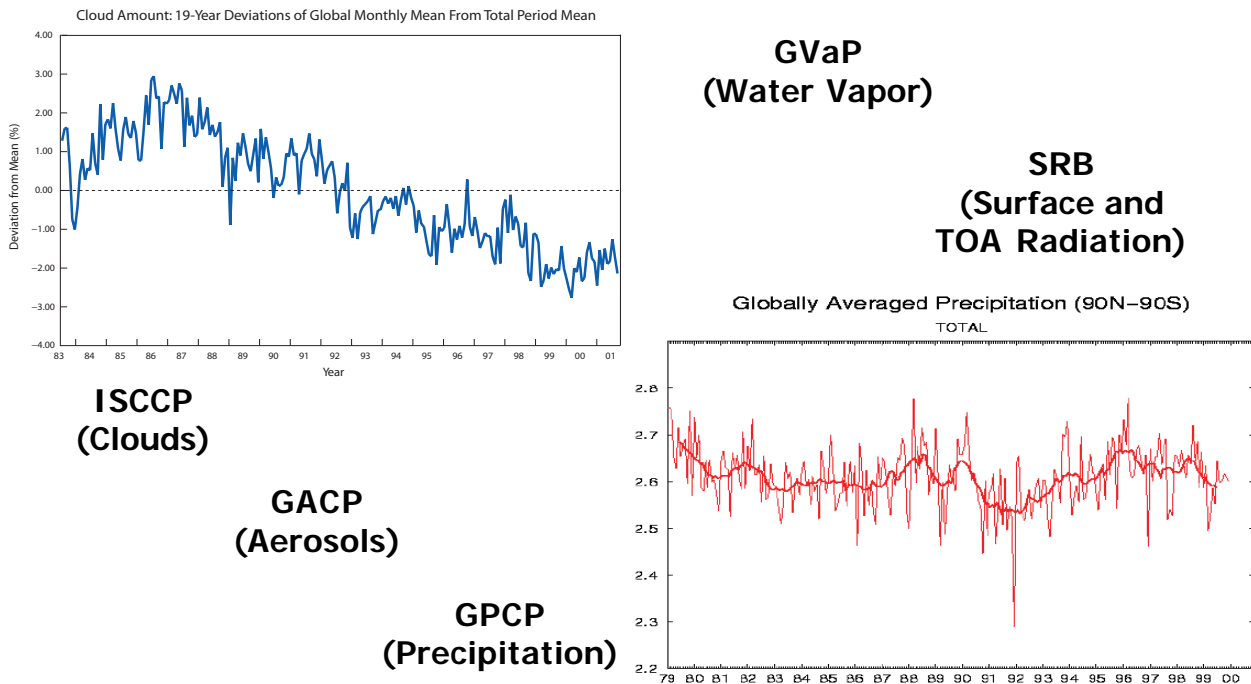 Cloud Amount: 19-Year Deviations of Global Monthly Mean From Total Period Mean
4.00
3.00
2.00
1.00
0.00
–1.00
–2.00
–3.00
–4.00
Deviation from Mean (%)
83 84 85 86 87 88 89 90 91 92 93 94 95 96 97 98 99 00 01
Year
GVaP
(Water Vapor)
SRB
(Surface and
TOA Radiation)
ISCCP
(Clouds)
GACP
(Aerosols)
GPCP
(Precipitation)
Globally Averaged Precipitation (90N–90S)
TOTAL
2.8
2.7
2.6
2.5
2.4
2.2
79 80 81 82 83 84 85 86 87 88 89 90 91 92 93 94 95 96 97 98 99 00